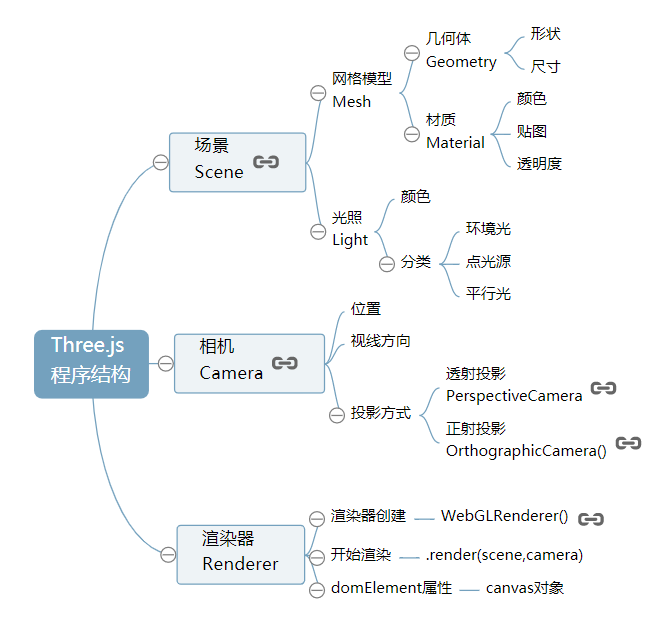 Three.js
程序结构
场景
Scene
网格模型
Mesh
几何体
Geometry
形状
尺寸
材质
Material
颜色
贴图
透明度
光照
Light
颜色
分类
环境光
点光源
平行光
相机
Camera
位置
视线方向
投影方式
透射投影
PerspectiveCamera
正射投影
OrthographicCamera()
渲染器
Renderer
渲染器创建
WebGLRenderer()
开始渲染
.render(scene,camera)
domElement属性
canvas对象